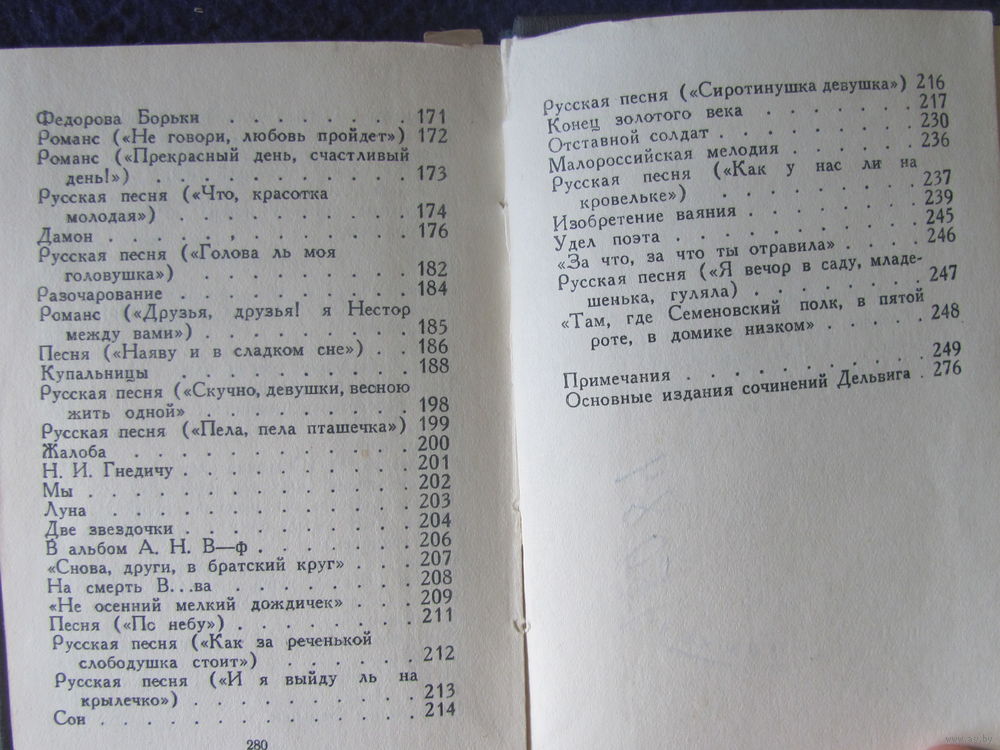 Федорова Борьки . . . . . . . . 171
Романс («Не говори, любовь пройдет») 172
Романс («Прекрасный день, счастливый
день!») . . . . . . . . . . . 173
Русская песня («Что, красотка
молодая») . . . . . . . . . . 174
Дамон . . . . . . . . . . . . . 176
Русская песня («Голова ль моя
головушка») . . . . . . . . . 182
Разочарование . . . . . . . . . . 184
Романс («Друзья, друзья! я Нестор
между вами») . . . . . . . . . 185
Песня («Наяву и в сладком сне») . . 186
Купальницы . . . . . . . . . . . 188
Русская песня («Скучно, девушки, весною
жить одной» . . . . . . . . . 198
Русская песня («Пела, пела пташечка») 199
Жалоба . . . . . . . . . . . . 200
Н. И. Гнедичу . . . . . . . . . . 201
Мы . . . . . . . . . . . . . . 202
Луна . . . . . . . . . . . . . 203
Две звездочки . . . . . . . . . . 204
В альбом А. Н. В—ф . . . . . . . 206
«Снова, други, в братский круг» . . . 207
На смерть В...ва . . . . . . . . 208
«Не осенний мелкий дождичек» . . . 209
Песня («По небу») . . . . . . . . 211
Русская песня («Как за реченькой
слободушка стоит») . . . . . . 212
Русская песня («И я выйду ль на
крылечко») . . . . . . . . . . 213
Сон . . . . . . . . . . . . . . 214
280
Русская песня («Сиротинушка девушка») 216
Конец золотого века . . . . . . . 217
Отставной солдат . . . . . . . . . 230
Малороссийская мелодия . . . . . . 236
Русская песня («Как у нас ли на
кровельке») . . . . . . . . . . 237
Изобретение ваяния . . . . . . . . 239
Удел поэта . . . . . . . . . . . 245
«За что, за что ты отравила» . . . . 246
Русская песня («Я вечор в саду, младе-
шенька, гуляла) . . . . . . . . 247
«Там, где Семеновский полк, в пятой
роте, в домике низком» . . . . . 248
Примечания . . . . . . . . . . . 249
Основные издания сочинений Дельвига . 276
www.ay.by